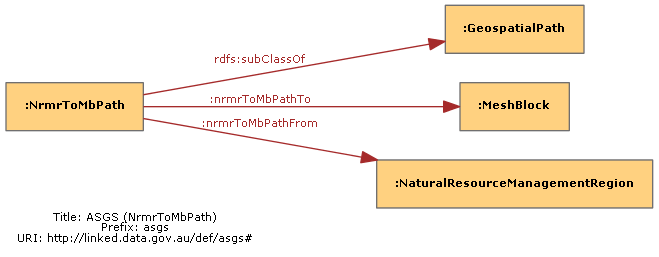 :GeospatialPath
rdfs:subClassOf
:NrmrToMbPath
:nrmrToMbPathTo
:MeshBlock
:nrmrToMbPathFrom
:NaturalResourceManagementRegion
Title: ASGS (NrmrToMbPath)
Prefix: asgs
URI: http://linked.data.gov.au/def/asgs#